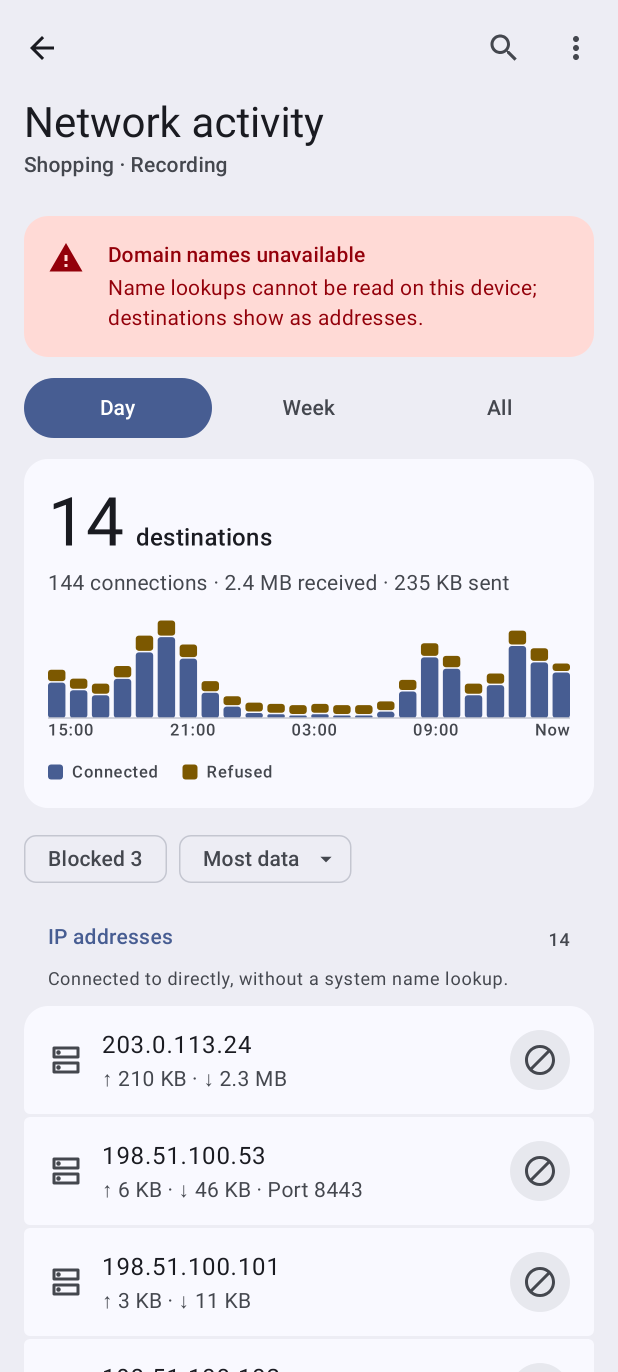 Network activity
Shopping · Recording
Domain names unavailable
Name lookups cannot be read on this device;
destinations show as addresses.
Day
Week
All
14 destinations
144 connections · 2.4 MB received · 235 KB sent
15:00
21:00
03:00
09:00
Now
Connected
Refused
Blocked 3
Most data
IP addresses
14
Connected to directly, without a system name lookup.
203.0.113.24
↑ 210 KB · ↓ 2.3 MB
198.51.100.53
↑ 6 KB · ↓ 46 KB · Port 8443
198.51.100.101
↑ 3 KB · ↓ 11 KB